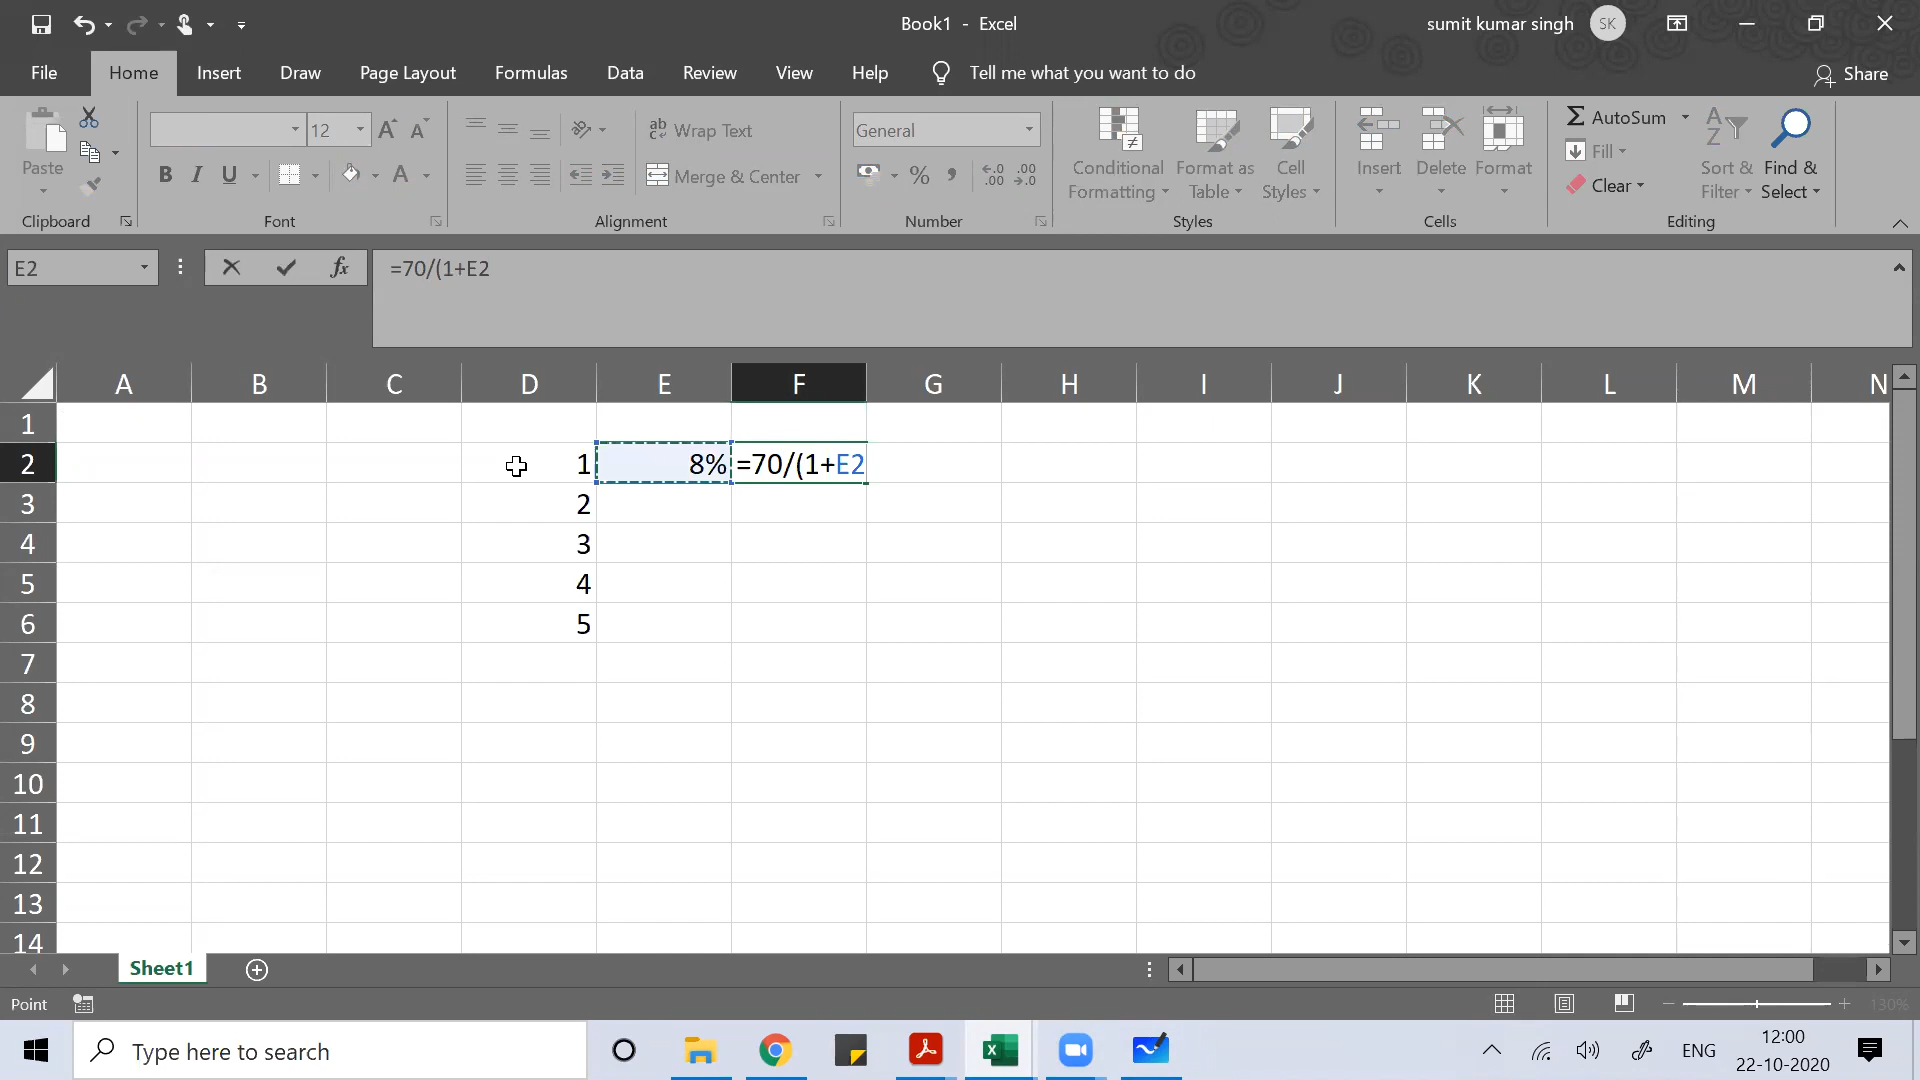 Book1 - Excel
sumit kumar singh SK
File Home Insert Draw Page Layout Formulas Data Review View Help Tell me what you want to do Share
Paste
12
B I U A
ab Wrap Text
Merge & Center
General
% ,
Conditional Formatting
Format as Table
Cell Styles
Insert
Delete
Format
Σ AutoSum
Fill
Clear
Sort & Filter
Find & Select
Clipboard Font Alignment Number Styles Cells Editing
E2 fx =70/(1+E2
A B C D E F G H I J K L M N
1
2 1 8% =70/(1+E2
3 2
4 3
5 4
6 5
7
8
9
10
11
12
13
14
Sheet1
Point 130%
Type here to search
ENG
12:00
22-10-2020